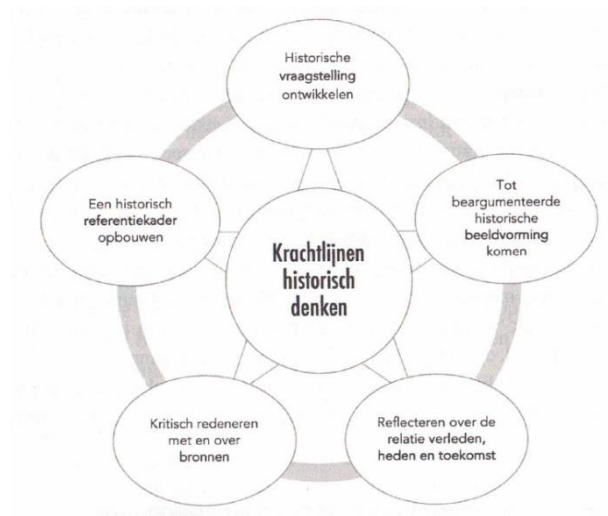 Historische
vraagstelling
ontwikkelen
Tot
beargumenteerde
historische
beeldvorming
komen
Een historisch
referentiekader
opbouwen
Krachtlijnen
historisch
denken
Kritisch redeneren
met en over
bronnen
Reflecteren over de
relatie verleden,
heden en toekomst